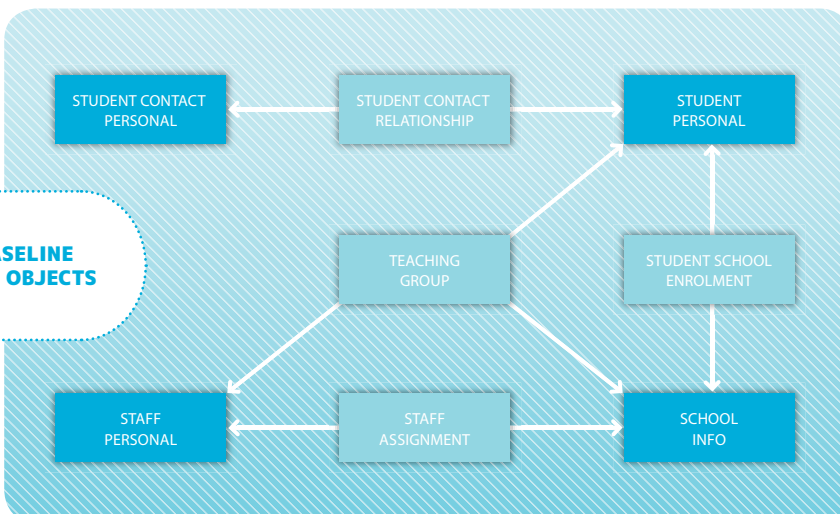 STUDENT CONTACT
PERSONAL
STUDENT CONTACT
RELATIONSHIP
STUDENT
PERSONAL
OBJECTS
TEACHING
GROUP
STUDENT SCHOOL
ENROLMENT
STAFF
PERSONAL
STAFF
ASSIGNMENT
SCHOOL
INFO